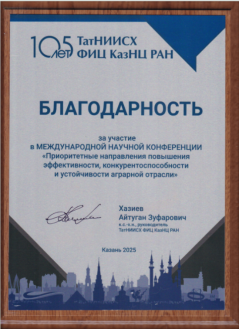 105 ЛЕТ ТатНИИСХ
ФИЦ КазНЦ РАН
БЛАГОДАРНОСТЬ
за участие
в МЕЖДУНАРОДНОЙ НАУЧНОЙ КОНФЕРЕНЦИИ
«Приоритетные направления повышения
эффективности, конкурентоспособности
и устойчивости аграрной отрасли»
Хазиев
Айтуган Зуфарович
к.с.-х.н., руководитель
ТатНИИСХ ФИЦ КазНЦ РАН
Казань 2025